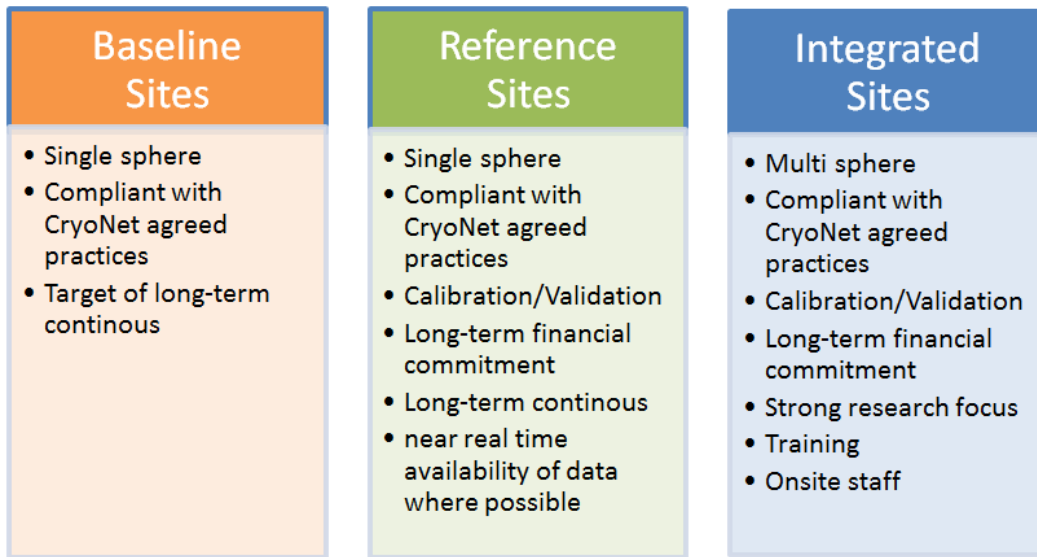 Baseline
Sites
• Single sphere
• Compliant with
CryoNet agreed
practices
• Target of long-term
continous
Reference
Sites
• Single sphere
• Compliant with
CryoNet agreed
practices
• Calibration/Validation
• Long-term financial
commitment
• Long-term continous
• near real time
availability of data
where possible
Integrated
Sites
• Multi sphere
• Compliant with
CryoNet agreed
practices
• Calibration/Validation
• Long-term financial
commitment
• Strong research focus
• Training
• Onsite staff